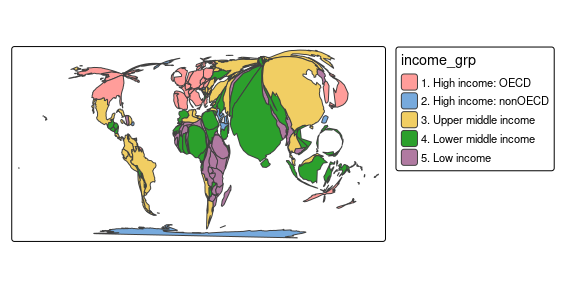 income_grp
1. High income: OECD
2. High income: nonOECD
3. Upper middle income
4. Lower middle income
5. Low income